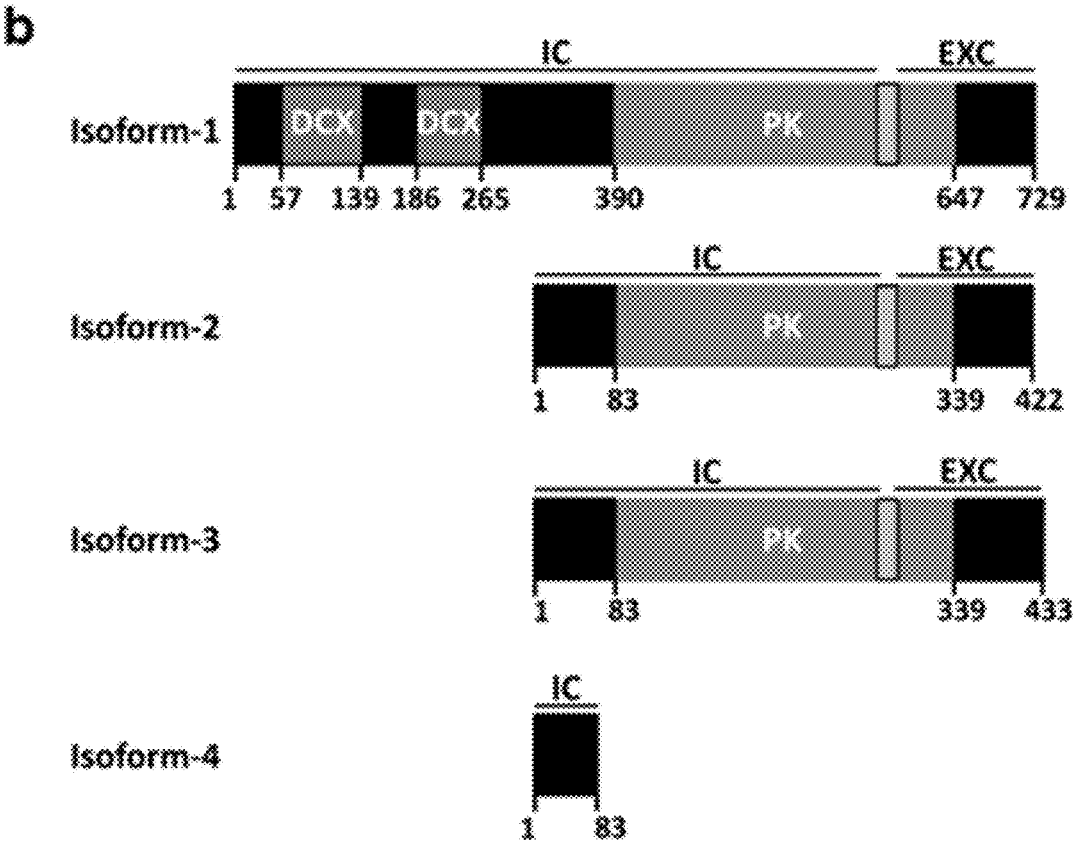 b
IC EXC
Isoform-1 DCX DCX PK
1 57 139 186 265 390 647 729
IC EXC
Isoform-2 PK
1 83 339 422
IC EXC
Isoform-3 PK
1 83 339 433
IC
Isoform-4
1 83